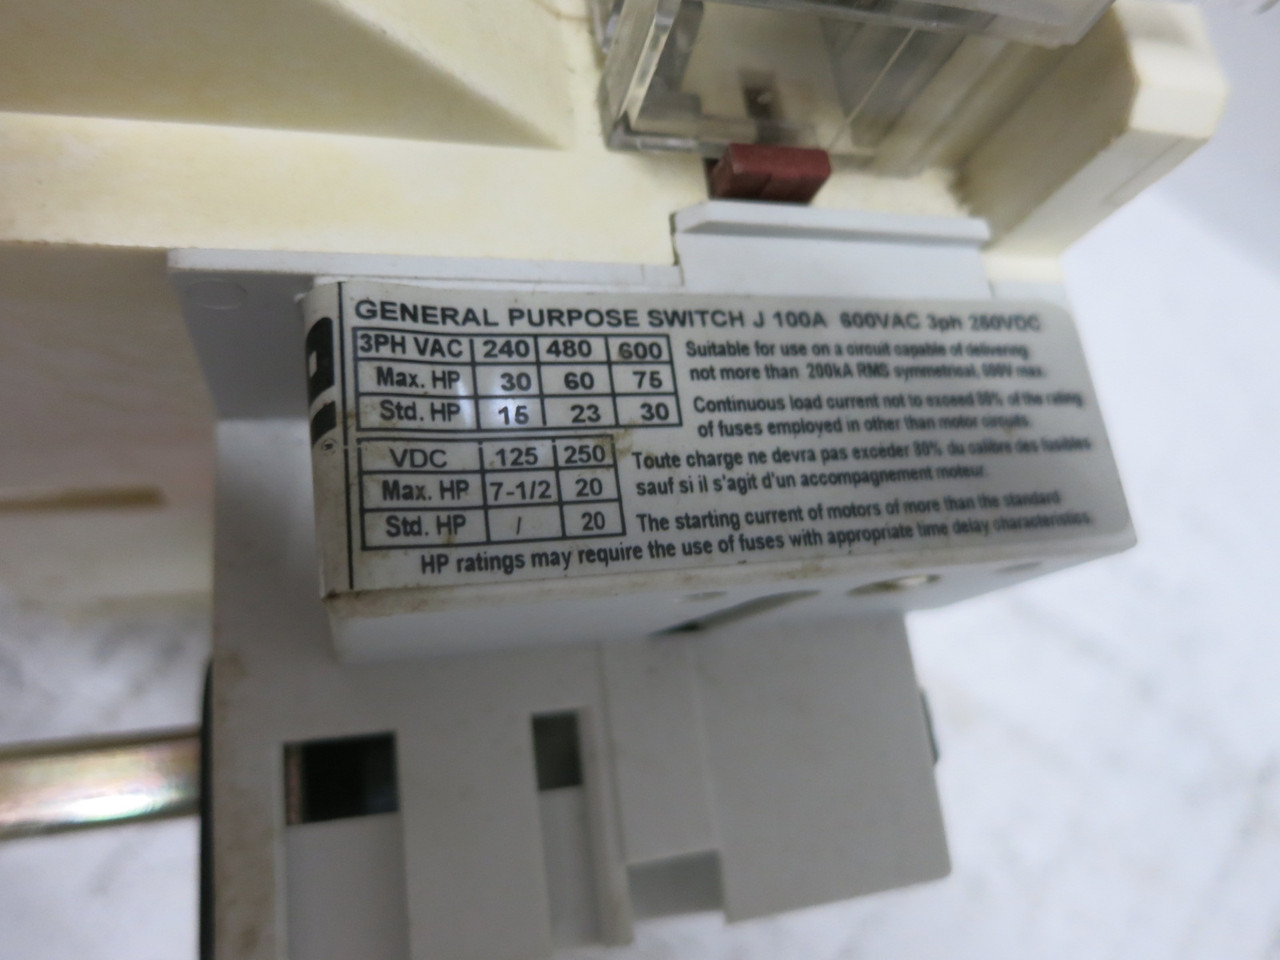 GENERAL PURPOSE SWITCH J 100A 600VAC 3ph 250VDC
3PH VAC 240 480 600
Max. HP 30 60 75
Std. HP 15 23 30
Suitable for use on a circuit capable of delivering
not more than 200kA RMS symmetrical, 600V max.
Continuous load current not to exceed 80% of the rating
of fuses employed in other than motor circuits.
VDC 125 250
Max. HP 7-1/2 20
Std. HP / 20
Toute charge ne devra pas excéder 80% du calibre des fusibles
sauf si il s'agit d'un accompagnement moteur.
The starting current of motors of more than the standard
HP ratings may require the use of fuses with appropriate time delay characteristics.